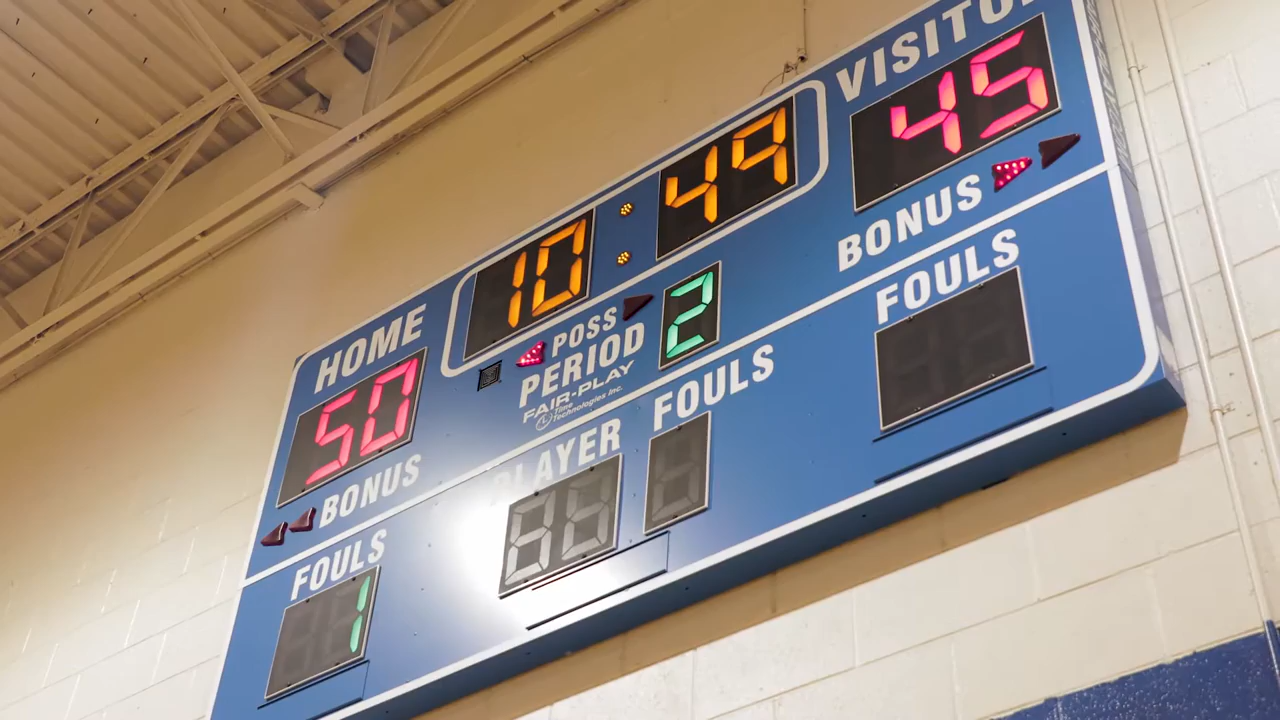 HOME
50
BONUS
10:49
POSS
PERIOD
2
FAIR-PLAY
Time
Technologies Inc.
VISITOR
45
BONUS
FOULS
1
PLAYER
FOULS
FOULS